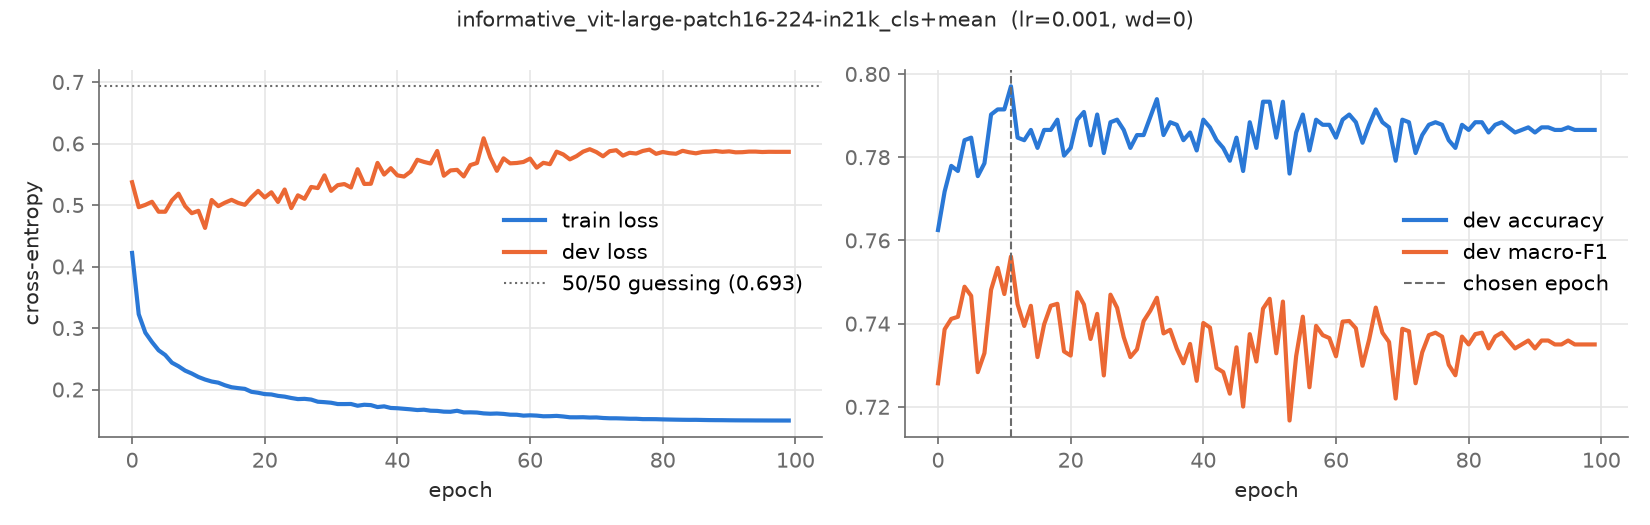 informative_vit-large-patch16-224-in21k_cls+mean (lr=0.001, wd=0)
cross-entropy
0.7
0.6
0.5
0.4
0.3
0.2
train loss
dev loss
50/50 guessing (0.693)
0 20 40 60 80 100
epoch
0.80
0.78
0.76
0.74
0.72
dev accuracy
dev macro-F1
chosen epoch
0 20 40 60 80 100
epoch